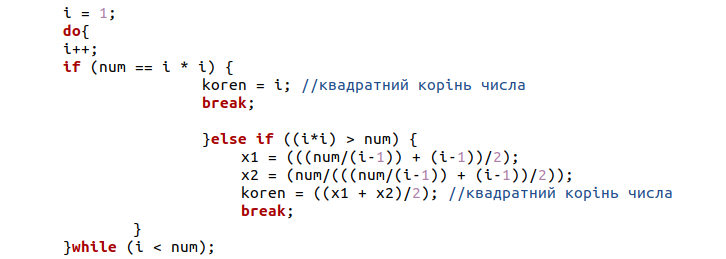 i = 1;
do{
i++;
if (num == i * i) {
koren = i; //квадратний корінь числа
break;
}else if ((i*i) > num) {
x1 = (((num/(i-1)) + (i-1))/2);
x2 = (num/(((num/(i-1)) + (i-1))/2));
koren = ((x1 + x2)/2); //квадратний корінь числа
break;
}
}while (i < num);